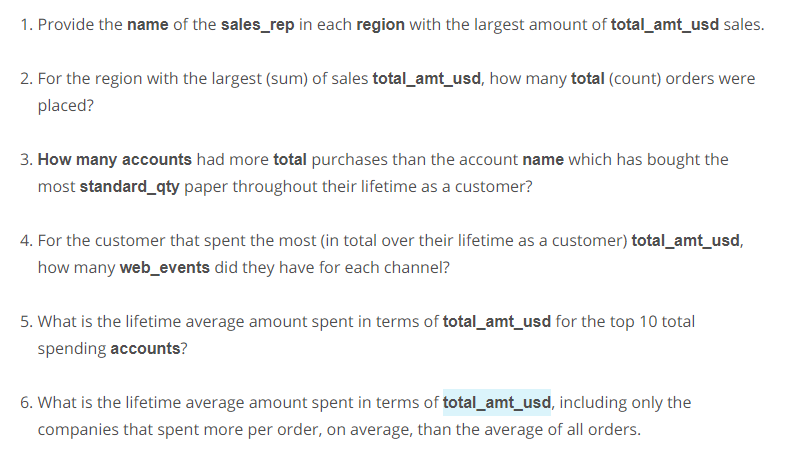 1. Provide the name of the sales_rep in each region with the largest amount of total_amt_usd sales.
2. For the region with the largest (sum) of sales total_amt_usd, how many total (count) orders were
placed?
3. How many accounts had more total purchases than the account name which has bought the
most standard_qty paper throughout their lifetime as a customer?
4. For the customer that spent the most (in total over their lifetime as a customer) total_amt_usd,
how many web_events did they have for each channel?
5. What is the lifetime average amount spent in terms of total_amt_usd for the top 10 total
spending accounts?
6. What is the lifetime average amount spent in terms of total_amt_usd, including only the
companies that spent more per order, on average, than the average of all orders.